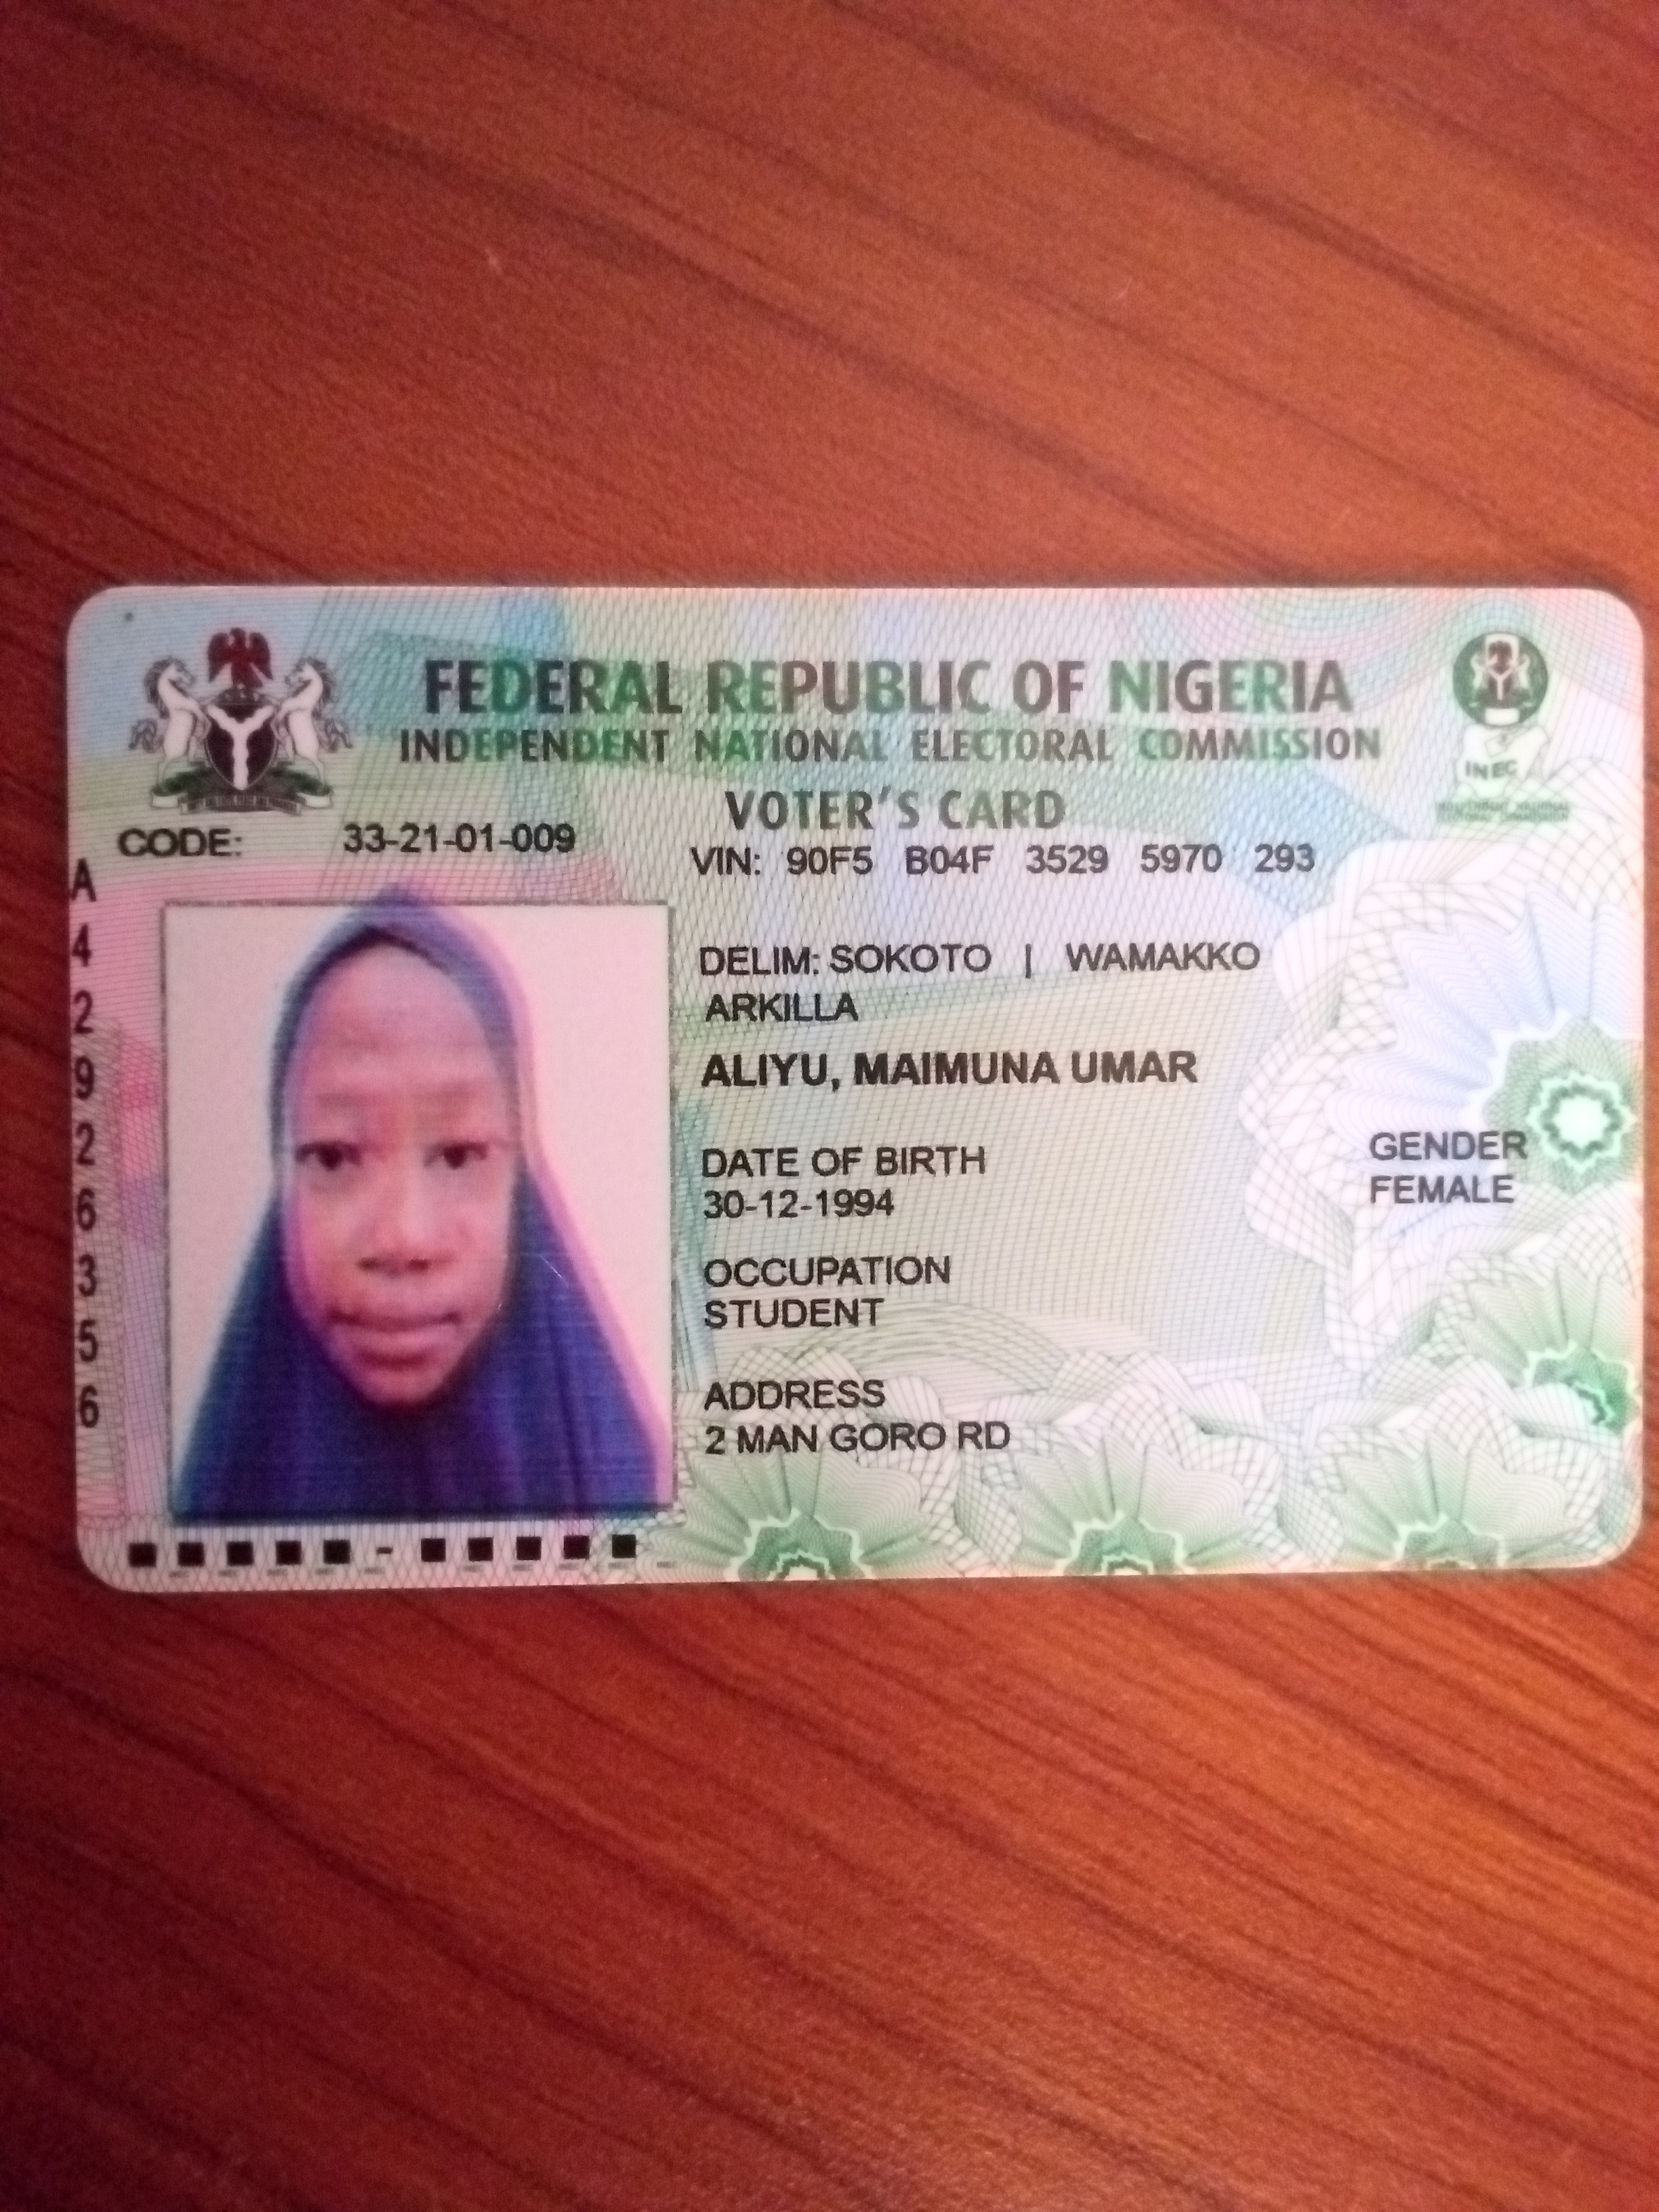 FEDERAL REPUBLIC OF NIGERIA
INDEPENDENT NATIONAL ELECTORAL COMMISSION
INEC
VOTER'S CARD
CODE: 33-21-01-009
VIN: 90F5 B04F 3529 5970 293
A
4
2
9
2
6
3
5
6
DELIM: SOKOTO | WAMAKKO
ARKILLA
ALIYU, MAIMUNA UMAR
DATE OF BIRTH
30-12-1994
GENDER
FEMALE
OCCUPATION
STUDENT
ADDRESS
2 MAN GORO RD